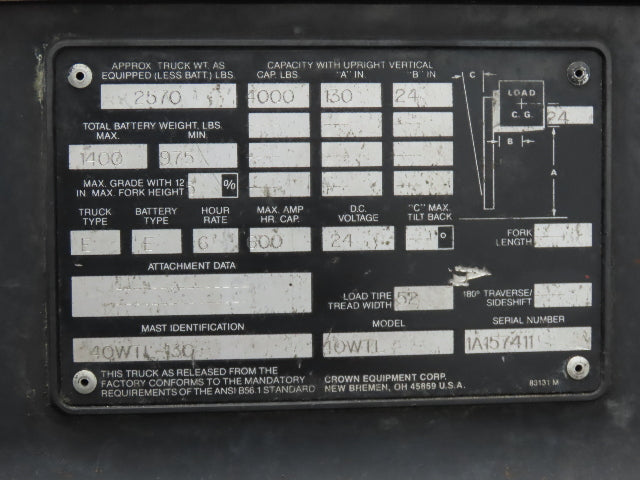 APPROX TRUCK WT. AS CAPACITY WITH UPRIGHT VERTICAL
EQUIPPED (LESS BATT.) LBS. CAP. LBS "A" IN. "B" IN C
2570 4000 130 24 LOAD
C.G. 24
TOTAL BATTERY WEIGHT, LBS.
MAX. MIN. B
1400 975 A
MAX. GRADE WITH 12
IN MAX. FORK HEIGHT %
TRUCK BATTERY HOUR MAX. AMP D.C. "C" MAX.
TYPE TYPE RATE HR. CAP. VOLTAGE TILT BACK
E E 6 600 24 ° FORK
LENGTH
ATTACHMENT DATA
LOAD TIRE 52 180° TRAVERSE/
TREAD WIDTH SIDESHIFT
MAST IDENTIFICATION MODEL SERIAL NUMBER
40WTL 130 40WTL 1A157411
THIS TRUCK AS RELEASED FROM THE
FACTORY CONFORMS TO THE MANDATORY CROWN EQUIPMENT CORP.
REQUIREMENTS OF THE ANSI B56.1 STANDARD NEW BREMEN, OH 45869 U.S.A. 83131 M